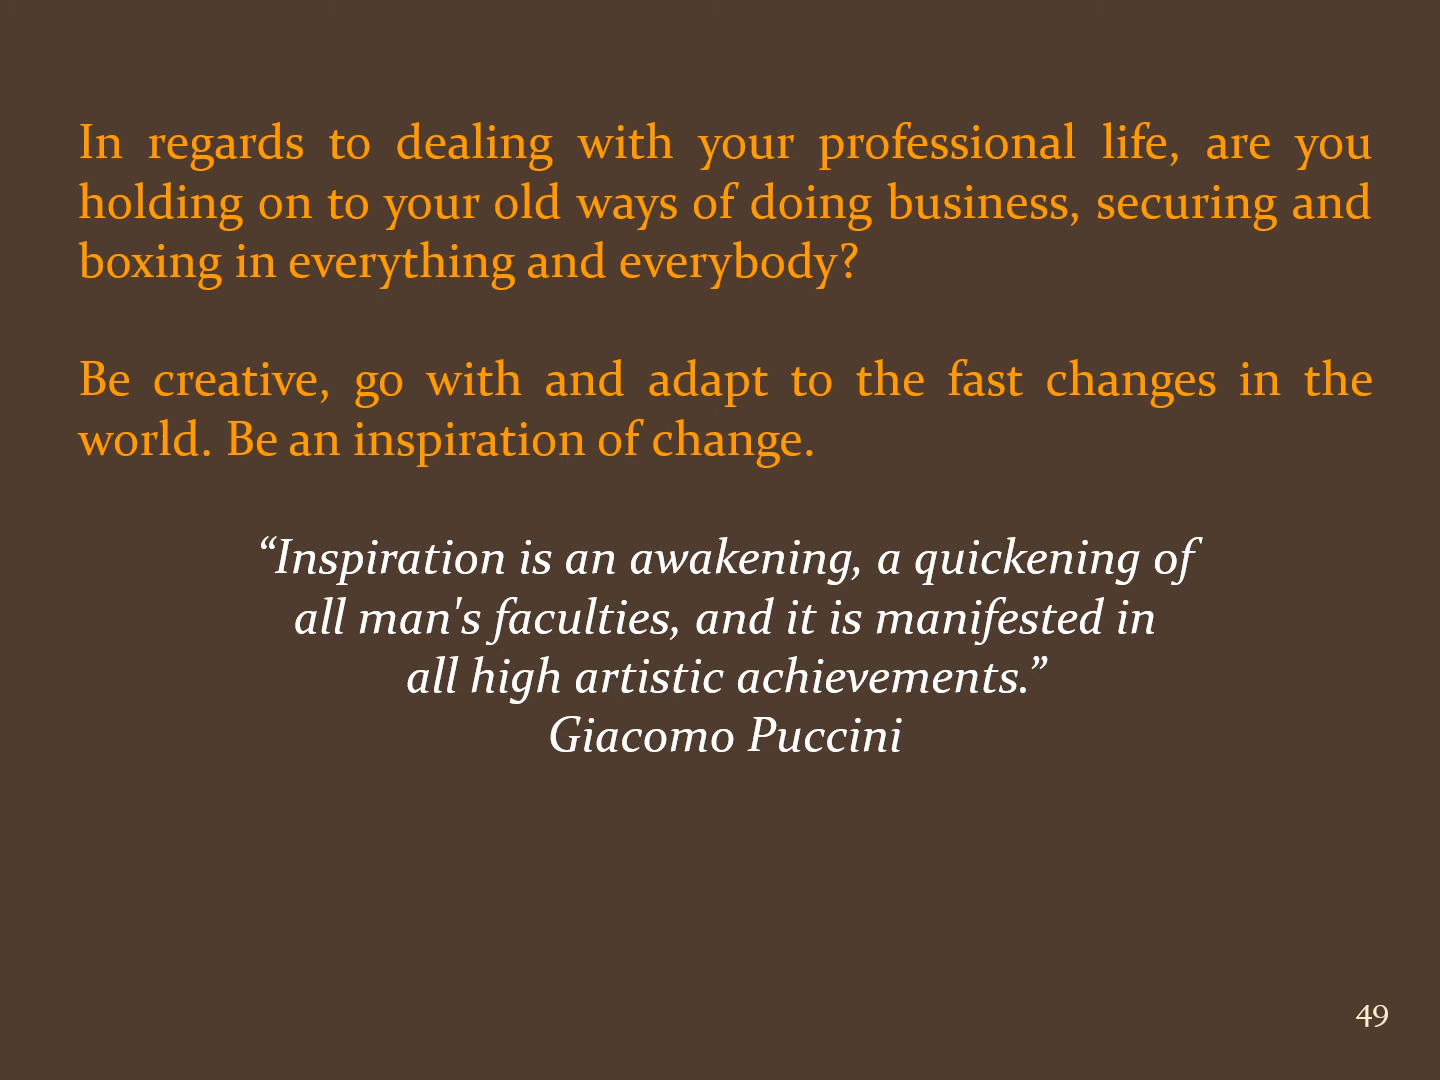 In regards to dealing with your professional life, are you
holding on to your old ways of doing business, securing and
boxing in everything and everybody?
Be creative, go with and adapt to the fast changes in the
world. Be an inspiration of change.
“Inspiration is an awakening, a quickening of
all man's faculties, and it is manifested in
all high artistic achievements.”
Giacomo Puccini
49